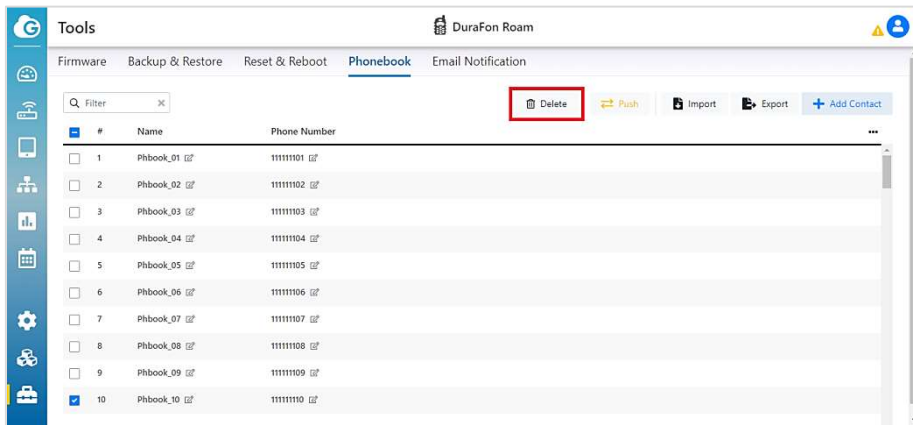 Tools
DuraFon Roam
Firmware Backup & Restore Reset & Reboot Phonebook Email Notification
Filter Delete Push Import Export Add Contact
# Name Phone Number
1 Phbook_01 111111101
2 Phbook_02 111111102
3 Phbook_03 111111103
4 Phbook_04 111111104
5 Phbook_05 111111105
6 Phbook_06 111111106
7 Phbook_07 111111107
8 Phbook_08 111111108
9 Phbook_09 111111109
10 Phbook_10 111111110